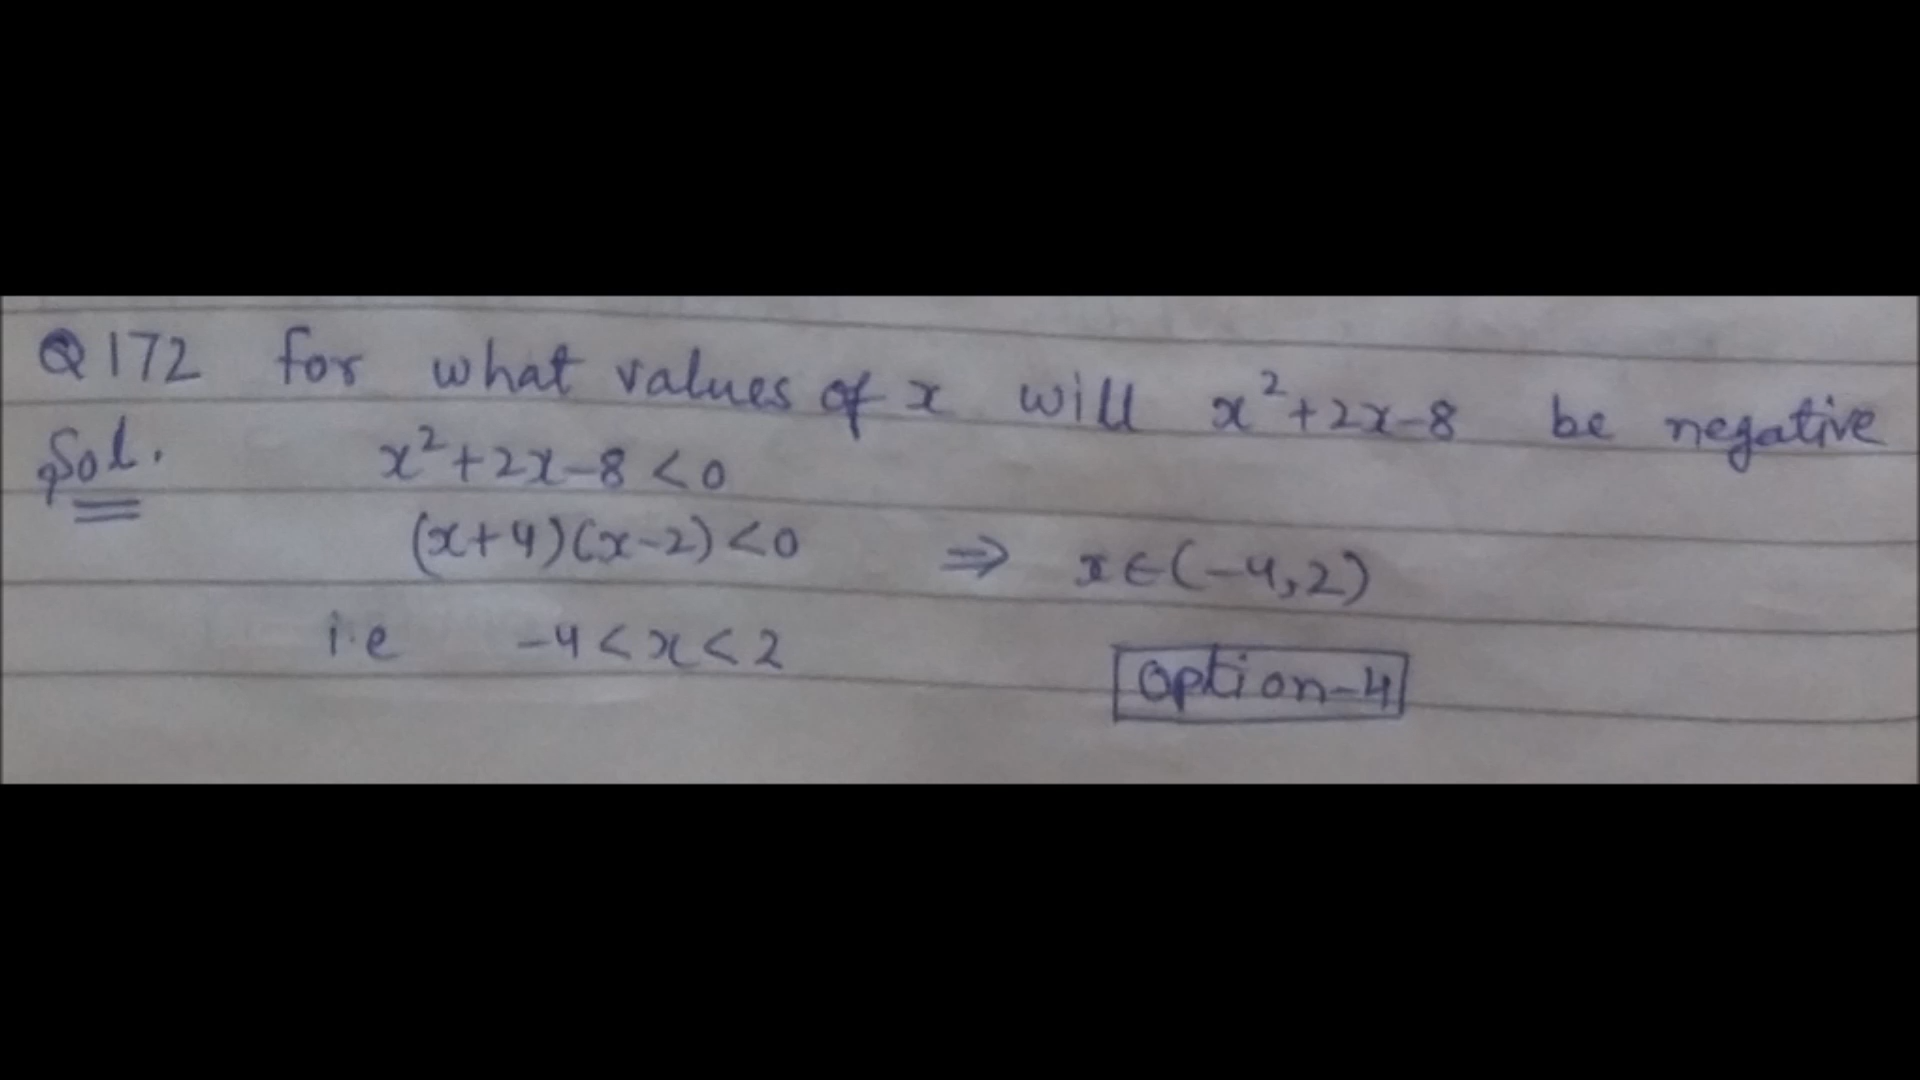 Q172 for what values of x will x²+2x-8 be negative
Sol. x²+2x-8<0
(x+4)(x-2)<0 ⇒ x∈(-4,2)
i.e -4<x<2
Option-4